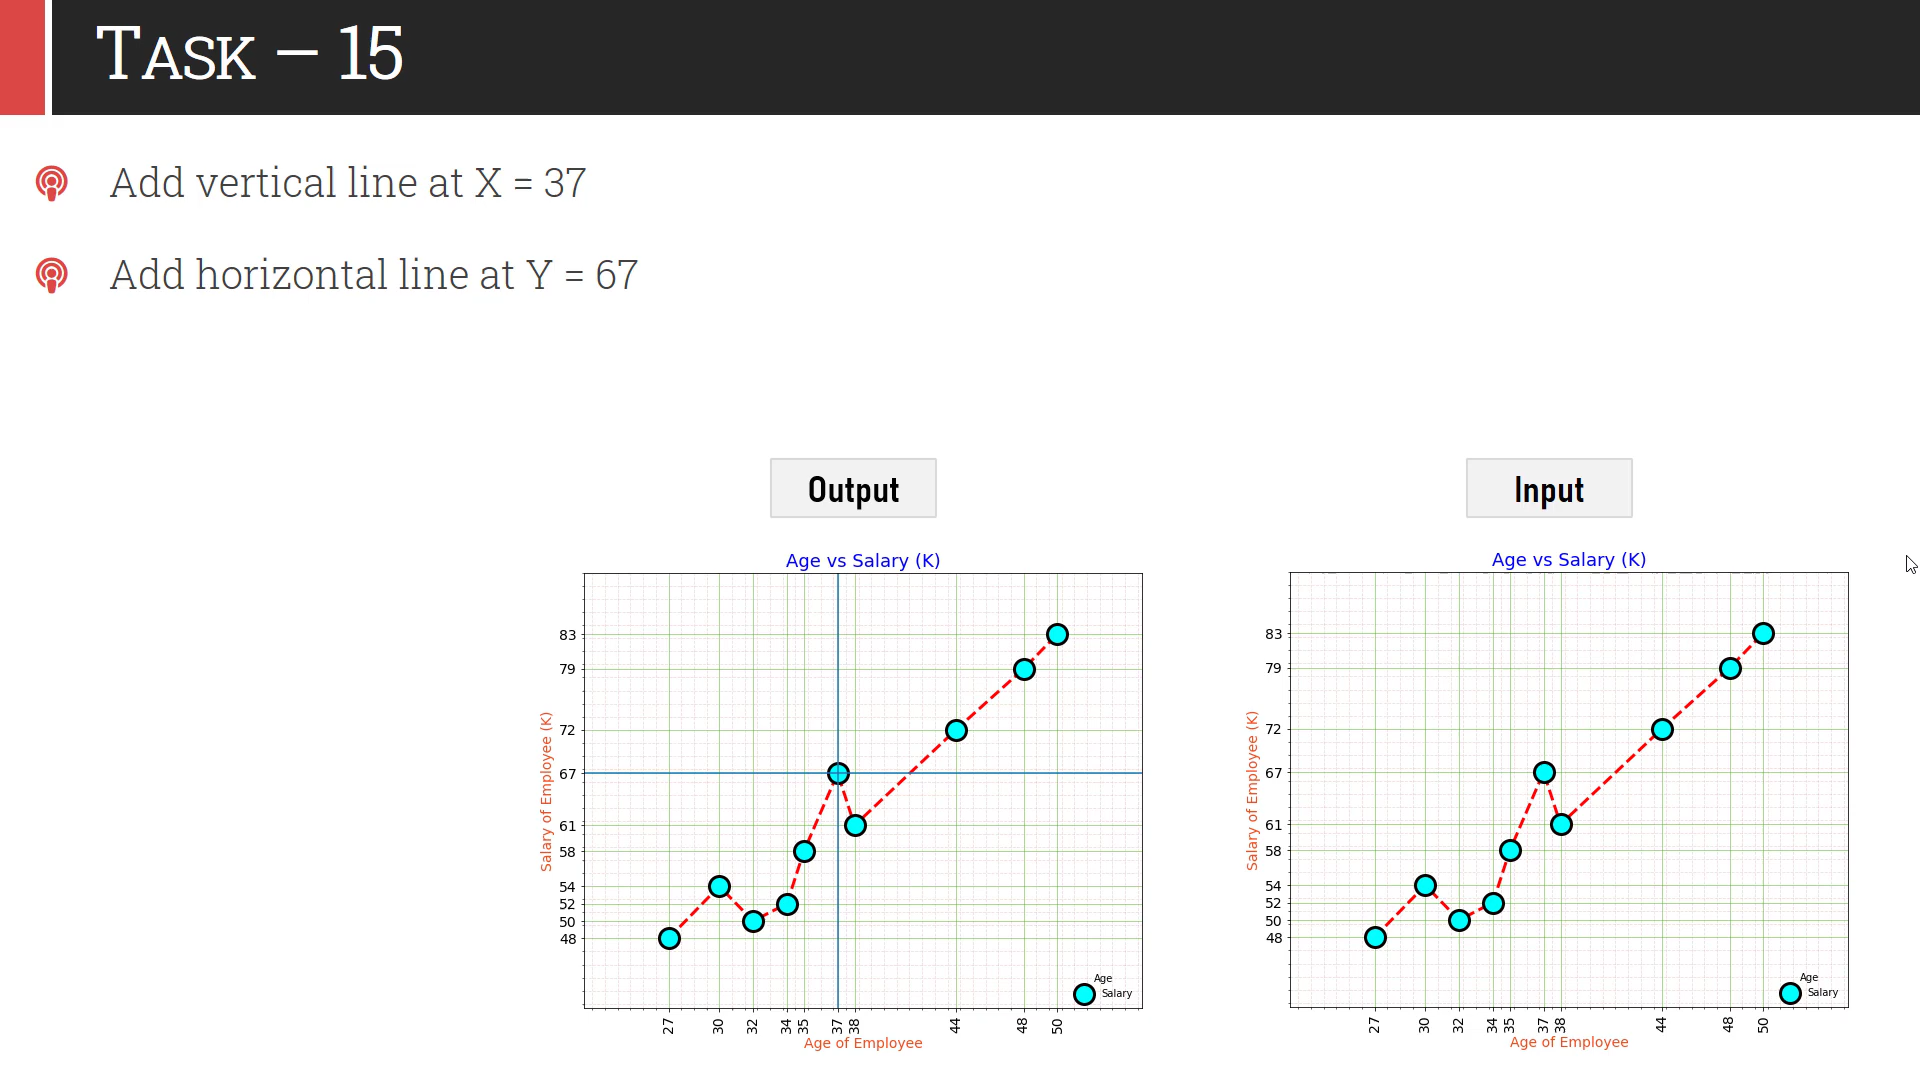 TASK – 15
Add vertical line at X = 37
Add horizontal line at Y = 67
Output
Age vs Salary (K)
Salary of Employee (K)
83
79
72
67
61
58
54
52
50
48
Age
Salary
27 30 32 34 35 37 38 44 48 50
Age of Employee
Input
Age vs Salary (K)
Salary of Employee (K)
83
79
72
67
61
58
54
52
50
48
Age
Salary
27 30 32 34 35 37 38 44 48 50
Age of Employee